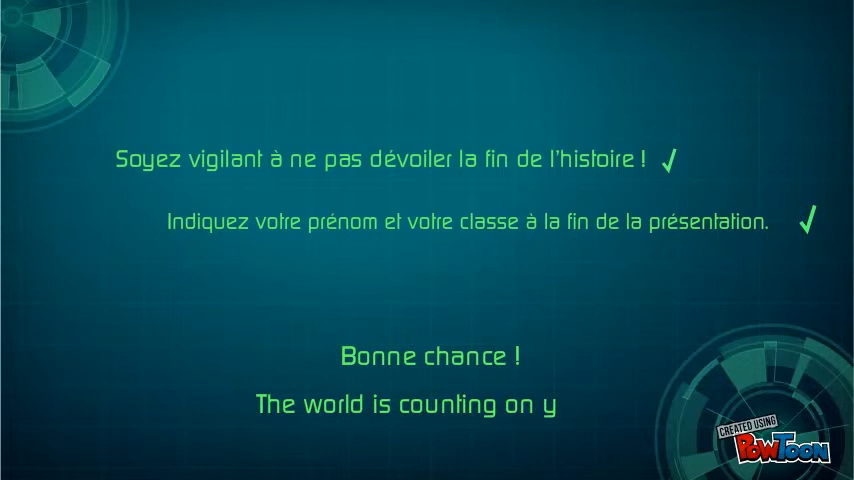 Soyez vigilant à ne pas dévoiler la fin de l'histoire ! √
Indiquez votre prénom et votre classe à la fin de la présentation. √
Bonne chance !
The world is counting on y
CREATED USING
POWTOON